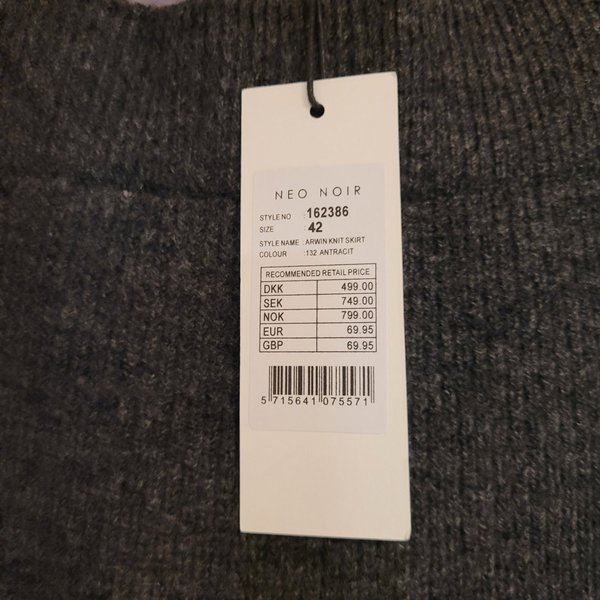 NEO NOIR
STYLE NO : 162386
SIZE : 42
STYLE NAME : ARWIN KNIT SKIRT
COLOUR : 132 ANTRACIT
RECOMMENDED RETAIL PRICE
DKK 499.00
SEK 749.00
NOK 799.00
EUR 69.95
GBP 69.95
5 715641 075571